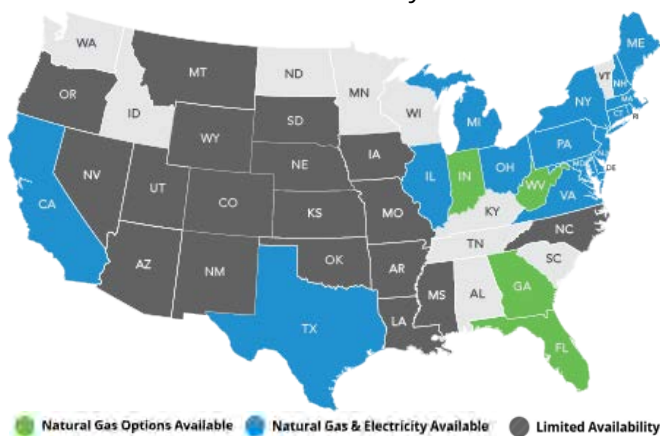 WA
ME
MT
ND
VT
MN
NH
OR
MA
ID
WI
NY
SD
CT
RI
MI
WY
PA
IA
NE
NJ
OH
MD
DE
NV
IL
IN
WV
UT
VA
CO
CA
KS
MO
KY
NC
TN
OK
AZ
NM
AR
SC
MS
AL
GA
LA
TX
FL
Natural Gas Options Available
Natural Gas & Electricity Available
Limited Availability